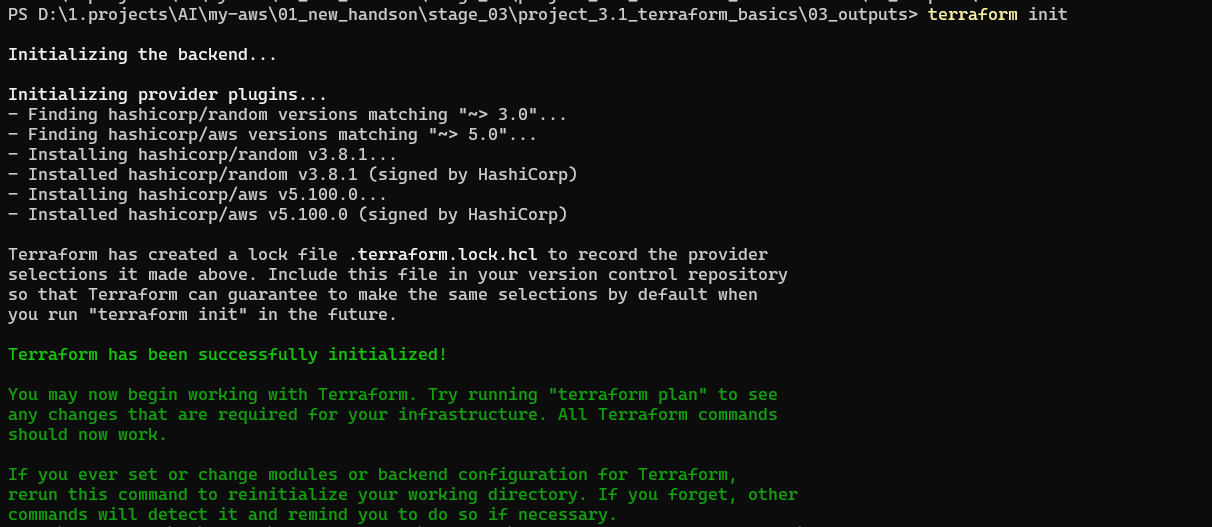 PS D:\1.projects\AI\my-aws\01_new_handson\stage_03\project_3.1_terraform_basics\03_outputs> terraform init
Initializing the backend...
Initializing provider plugins...
- Finding hashicorp/random versions matching "~> 3.0"...
- Finding hashicorp/aws versions matching "~> 5.0"...
- Installing hashicorp/random v3.8.1...
- Installed hashicorp/random v3.8.1 (signed by HashiCorp)
- Installing hashicorp/aws v5.100.0...
- Installed hashicorp/aws v5.100.0 (signed by HashiCorp)
Terraform has created a lock file .terraform.lock.hcl to record the provider
selections it made above. Include this file in your version control repository
so that Terraform can guarantee to make the same selections by default when
you run "terraform init" in the future.
Terraform has been successfully initialized!
You may now begin working with Terraform. Try running "terraform plan" to see
any changes that are required for your infrastructure. All Terraform commands
should now work.
If you ever set or change modules or backend configuration for Terraform,
rerun this command to reinitialize your working directory. If you forget, other
commands will detect it and remind you to do so if necessary.